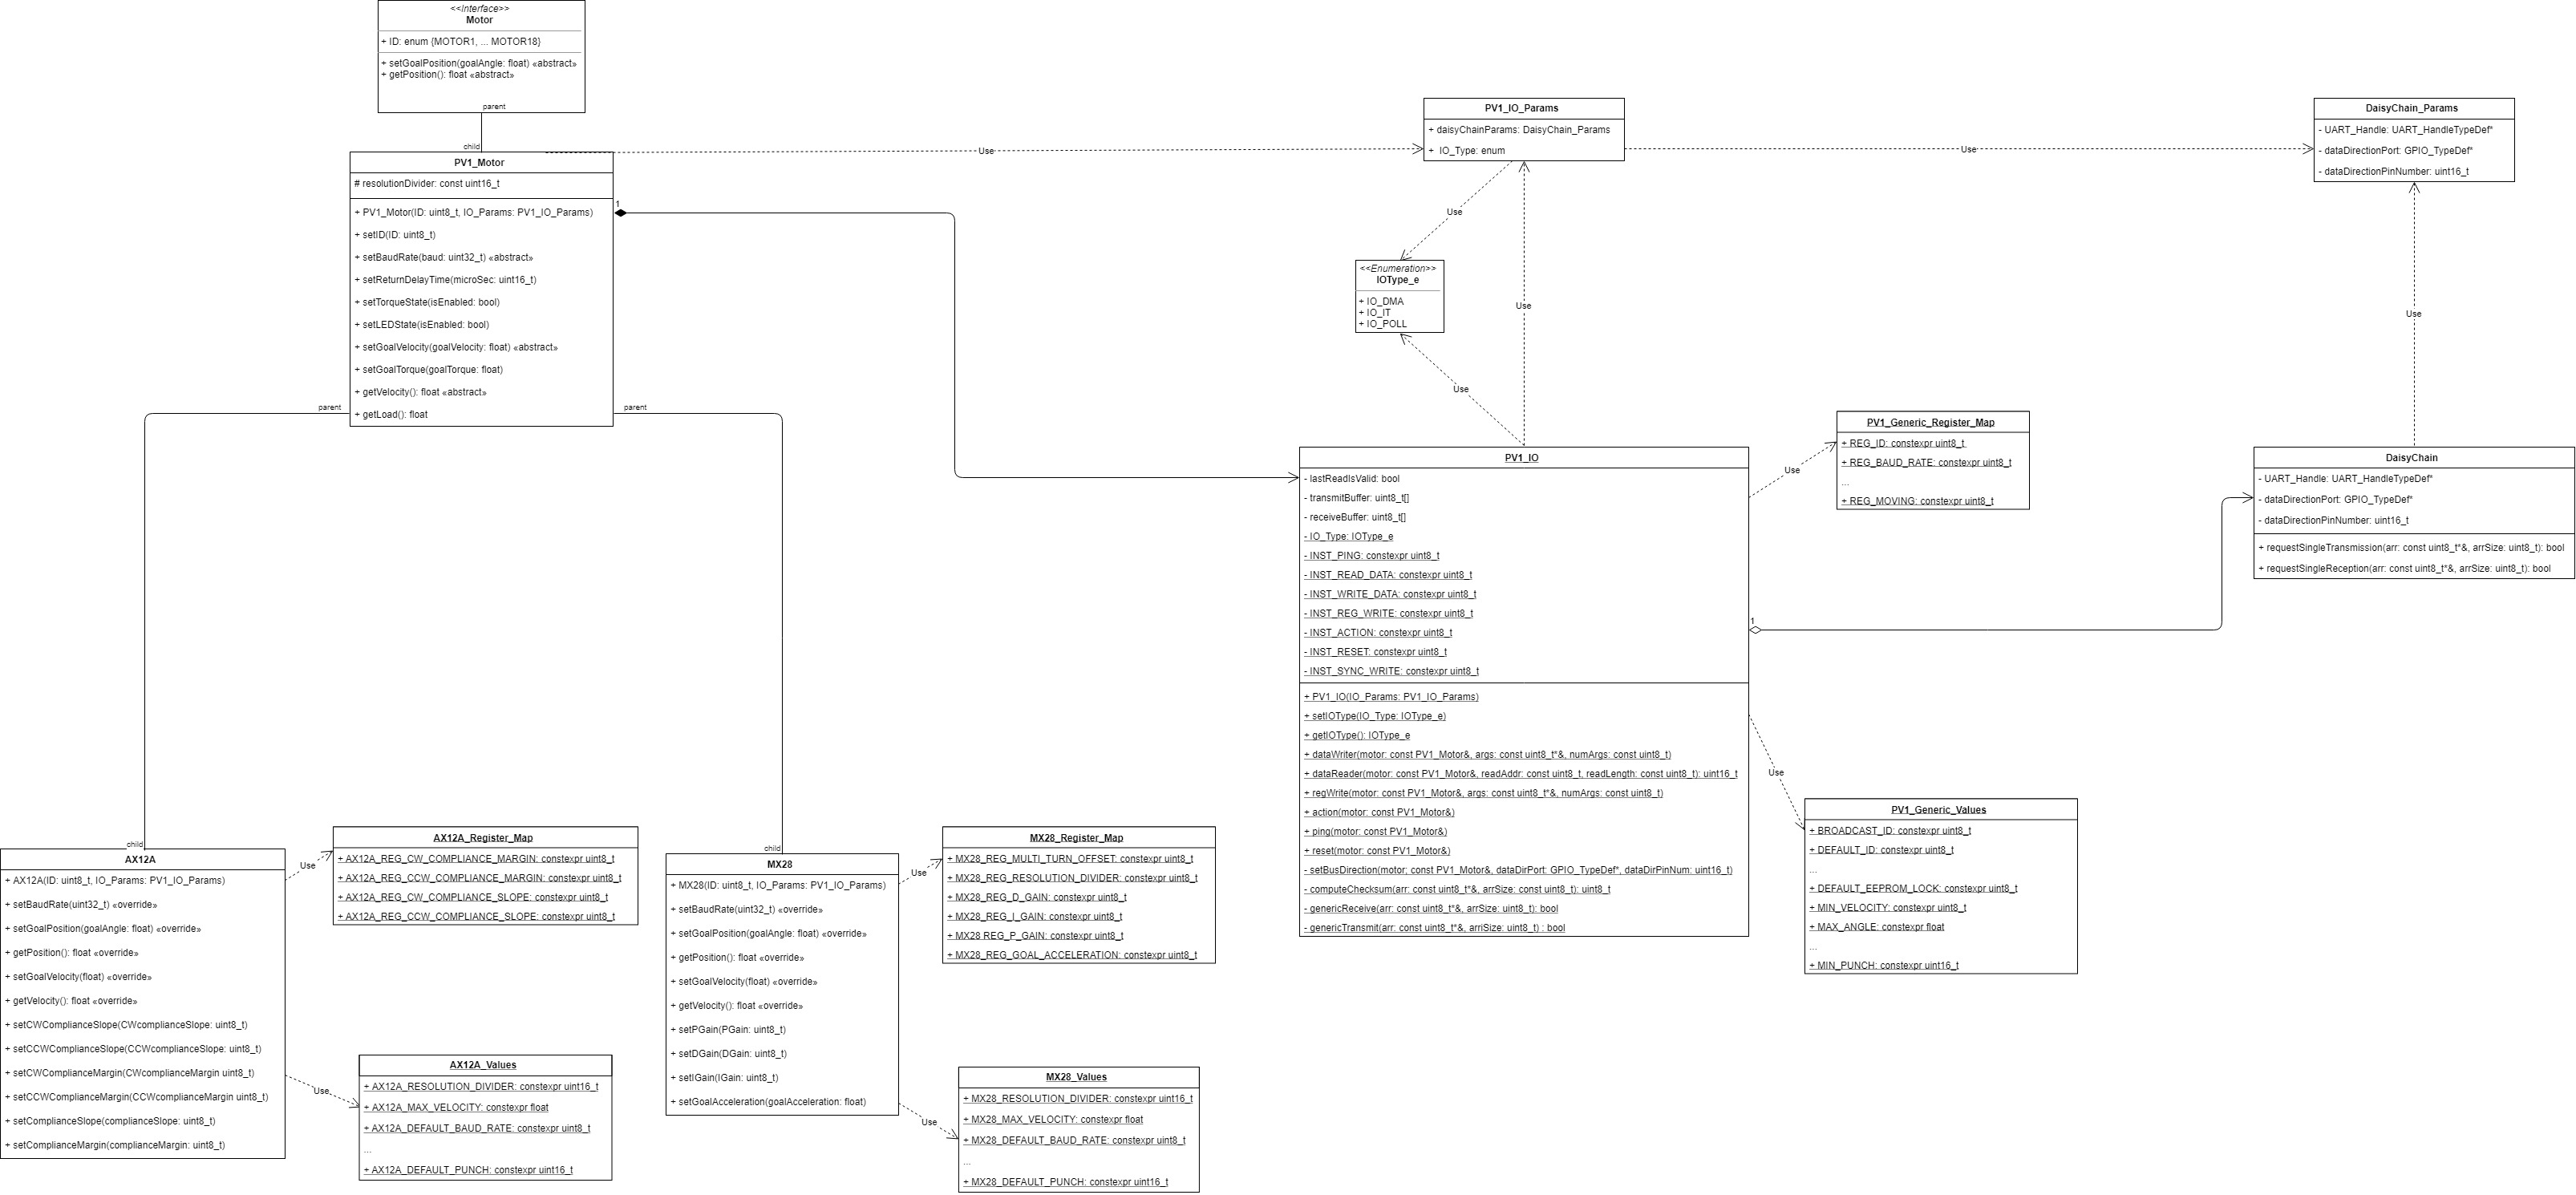 <<Interface>>
Motor
+ ID: enum {MOTOR1, ... MOTOR18}
+ setGoalPosition(goalAngle: float) «abstract»
+ getPosition(): float «abstract»
parent
child
PV1_Motor
# resolutionDivider: const uint16_t
+ PV1_Motor(ID: uint8_t, IO_Params: PV1_IO_Params)
+ setID(ID: uint8_t)
+ setBaudRate(baud: uint32_t) «abstract»
+ setReturnDelayTime(microSec: uint16_t)
+ setTorqueState(isEnabled: bool)
+ setLEDState(isEnabled: bool)
+ setGoalVelocity(goalVelocity: float) «abstract»
+ setGoalTorque(goalTorque: float)
+ getVelocity(): float «abstract»
+ getLoad(): float
1
Use
parent
parent
PV1_IO_Params
+ daisyChainParams: DaisyChain_Params
+  IO_Type: enum
Use
DaisyChain_Params
- UART_Handle: UART_HandleTypeDef*
- dataDirectionPort: GPIO_TypeDef*
- dataDirectionPinNumber: uint16_t
Use
<<Enumeration>>
IOType_e
+ IO_DMA
+ IO_IT
+ IO_POLL
Use
Use
Use
PV1_Generic_Register_Map
+ REG_ID: constexpr uint8_t
+ REG_BAUD_RATE: constexpr uint8_t
...
+ REG_MOVING: constexpr uint8_t
Use
PV1_IO
- lastReadIsValid: bool
- transmitBuffer: uint8_t[]
- receiveBuffer: uint8_t[]
- IO_Type: IOType_e
- INST_PING: constexpr uint8_t
- INST_READ_DATA: constexpr uint8_t
- INST_WRITE_DATA: constexpr uint8_t
- INST_REG_WRITE: constexpr uint8_t
- INST_ACTION: constexpr uint8_t
- INST_RESET: constexpr uint8_t
- INST_SYNC_WRITE: constexpr uint8_t
+ PV1_IO(IO_Params: PV1_IO_Params)
+ setIOType(IO_Type: IOType_e)
+ getIOType(): IOType_e
+ dataWriter(motor: const PV1_Motor&, args: const uint8_t*&, numArgs: const uint8_t)
+ dataReader(motor: const PV1_Motor&, readAddr: const uint8_t, readLength: const uint8_t): uint16_t
+ regWrite(motor: const PV1_Motor&, args: const uint8_t*&, numArgs: const uint8_t)
+ action(motor: const PV1_Motor&)
+ ping(motor: const PV1_Motor&)
+ reset(motor: const PV1_Motor&)
- setBusDirection(motor; const PV1_Motor&, dataDirPort: GPIO_TypeDef*, dataDirPinNum: uint16_t)
- computeChecksum(arr: const uint8_t*&, arrSize: const uint8_t): uint8_t
- genericReceive(arr: const uint8_t*&, arrSize: uint8_t): bool
- genericTransmit(arr: const uint8_t*&, arriSize: uint8_t) : bool
1
DaisyChain
- UART_Handle: UART_HandleTypeDef*
- dataDirectionPort: GPIO_TypeDef*
- dataDirectionPinNumber: uint16_t
+ requestSingleTransmission(arr: const uint8_t*&, arrSize: uint8_t): bool
+ requestSingleReception(arr: const uint8_t*&, arrSize: uint8_t): bool
Use
PV1_Generic_Values
+ BROADCAST_ID: constexpr uint8_t
+ DEFAULT_ID: constexpr uint8_t
...
+ DEFAULT_EEPROM_LOCK: constexpr uint8_t
+ MIN_VELOCITY: constexpr uint8_t
+ MAX_ANGLE: constexpr float
...
+ MIN_PUNCH: constexpr uint16_t
child
AX12A
+ AX12A(ID: uint8_t, IO_Params: PV1_IO_Params)
+ setBaudRate(uint32_t) «override»
+ setGoalPosition(goalAngle: float) «override»
+ getPosition(): float «override»
+ setGoalVelocity(float) «override»
+ getVelocity(): float «override»
+ setCWComplianceSlope(CWcomplianceSlope: uint8_t)
+ setCCWComplianceSlope(CCWcomplianceSlope: uint8_t)
+ setCWComplianceMargin(CWcomplianceMargin uint8_t)
+ setCCWComplianceMargin(CCWcomplianceMargin uint8_t)
+ setComplianceSlope(complianceSlope: uint8_t)
+ setComplianceMargin(complianceMargin: uint8_t)
Use
AX12A_Register_Map
+ AX12A_REG_CW_COMPLIANCE_MARGIN: constexpr uint8_t
+ AX12A_REG_CCW_COMPLIANCE_MARGIN: constexpr uint8_t
+ AX12A_REG_CW_COMPLIANCE_SLOPE: constexpr uint8_t
+ AX12A_REG_CCW_COMPLIANCE_SLOPE: constexpr uint8_t
Use
AX12A_Values
+ AX12A_RESOLUTION_DIVIDER: constexpr uint16_t
+ AX12A_MAX_VELOCITY: constexpr float
+ AX12A_DEFAULT_BAUD_RATE: constexpr uint8_t
...
+ AX12A_DEFAULT_PUNCH: constexpr uint16_t
child
MX28
+ MX28(ID: uint8_t, IO_Params: PV1_IO_Params)
+ setBaudRate(uint32_t) «override»
+ setGoalPosition(goalAngle: float) «override»
+ getPosition(): float «override»
+ setGoalVelocity(float) «override»
+ getVelocity(): float «override»
+ setPGain(PGain: uint8_t)
+ setDGain(DGain: uint8_t)
+ setIGain(IGain: uint8_t)
+ setGoalAcceleration(goalAcceleration: float)
Use
MX28_Register_Map
+ MX28_REG_MULTI_TURN_OFFSET: constexpr uint8_t
+ MX28_REG_RESOLUTION_DIVIDER: constexpr uint8_t
+ MX28_REG_D_GAIN: constexpr uint8_t
+ MX28_REG_I_GAIN: constexpr uint8_t
+ MX28 REG_P_GAIN: constexpr uint8_t
+ MX28_REG_GOAL_ACCELERATION: constexpr uint8_t
Use
MX28_Values
+ MX28_RESOLUTION_DIVIDER: constexpr uint16_t
+ MX28_MAX_VELOCITY: constexpr float
+ MX28_DEFAULT_BAUD_RATE: constexpr uint8_t
...
+ MX28_DEFAULT_PUNCH: constexpr uint16_t